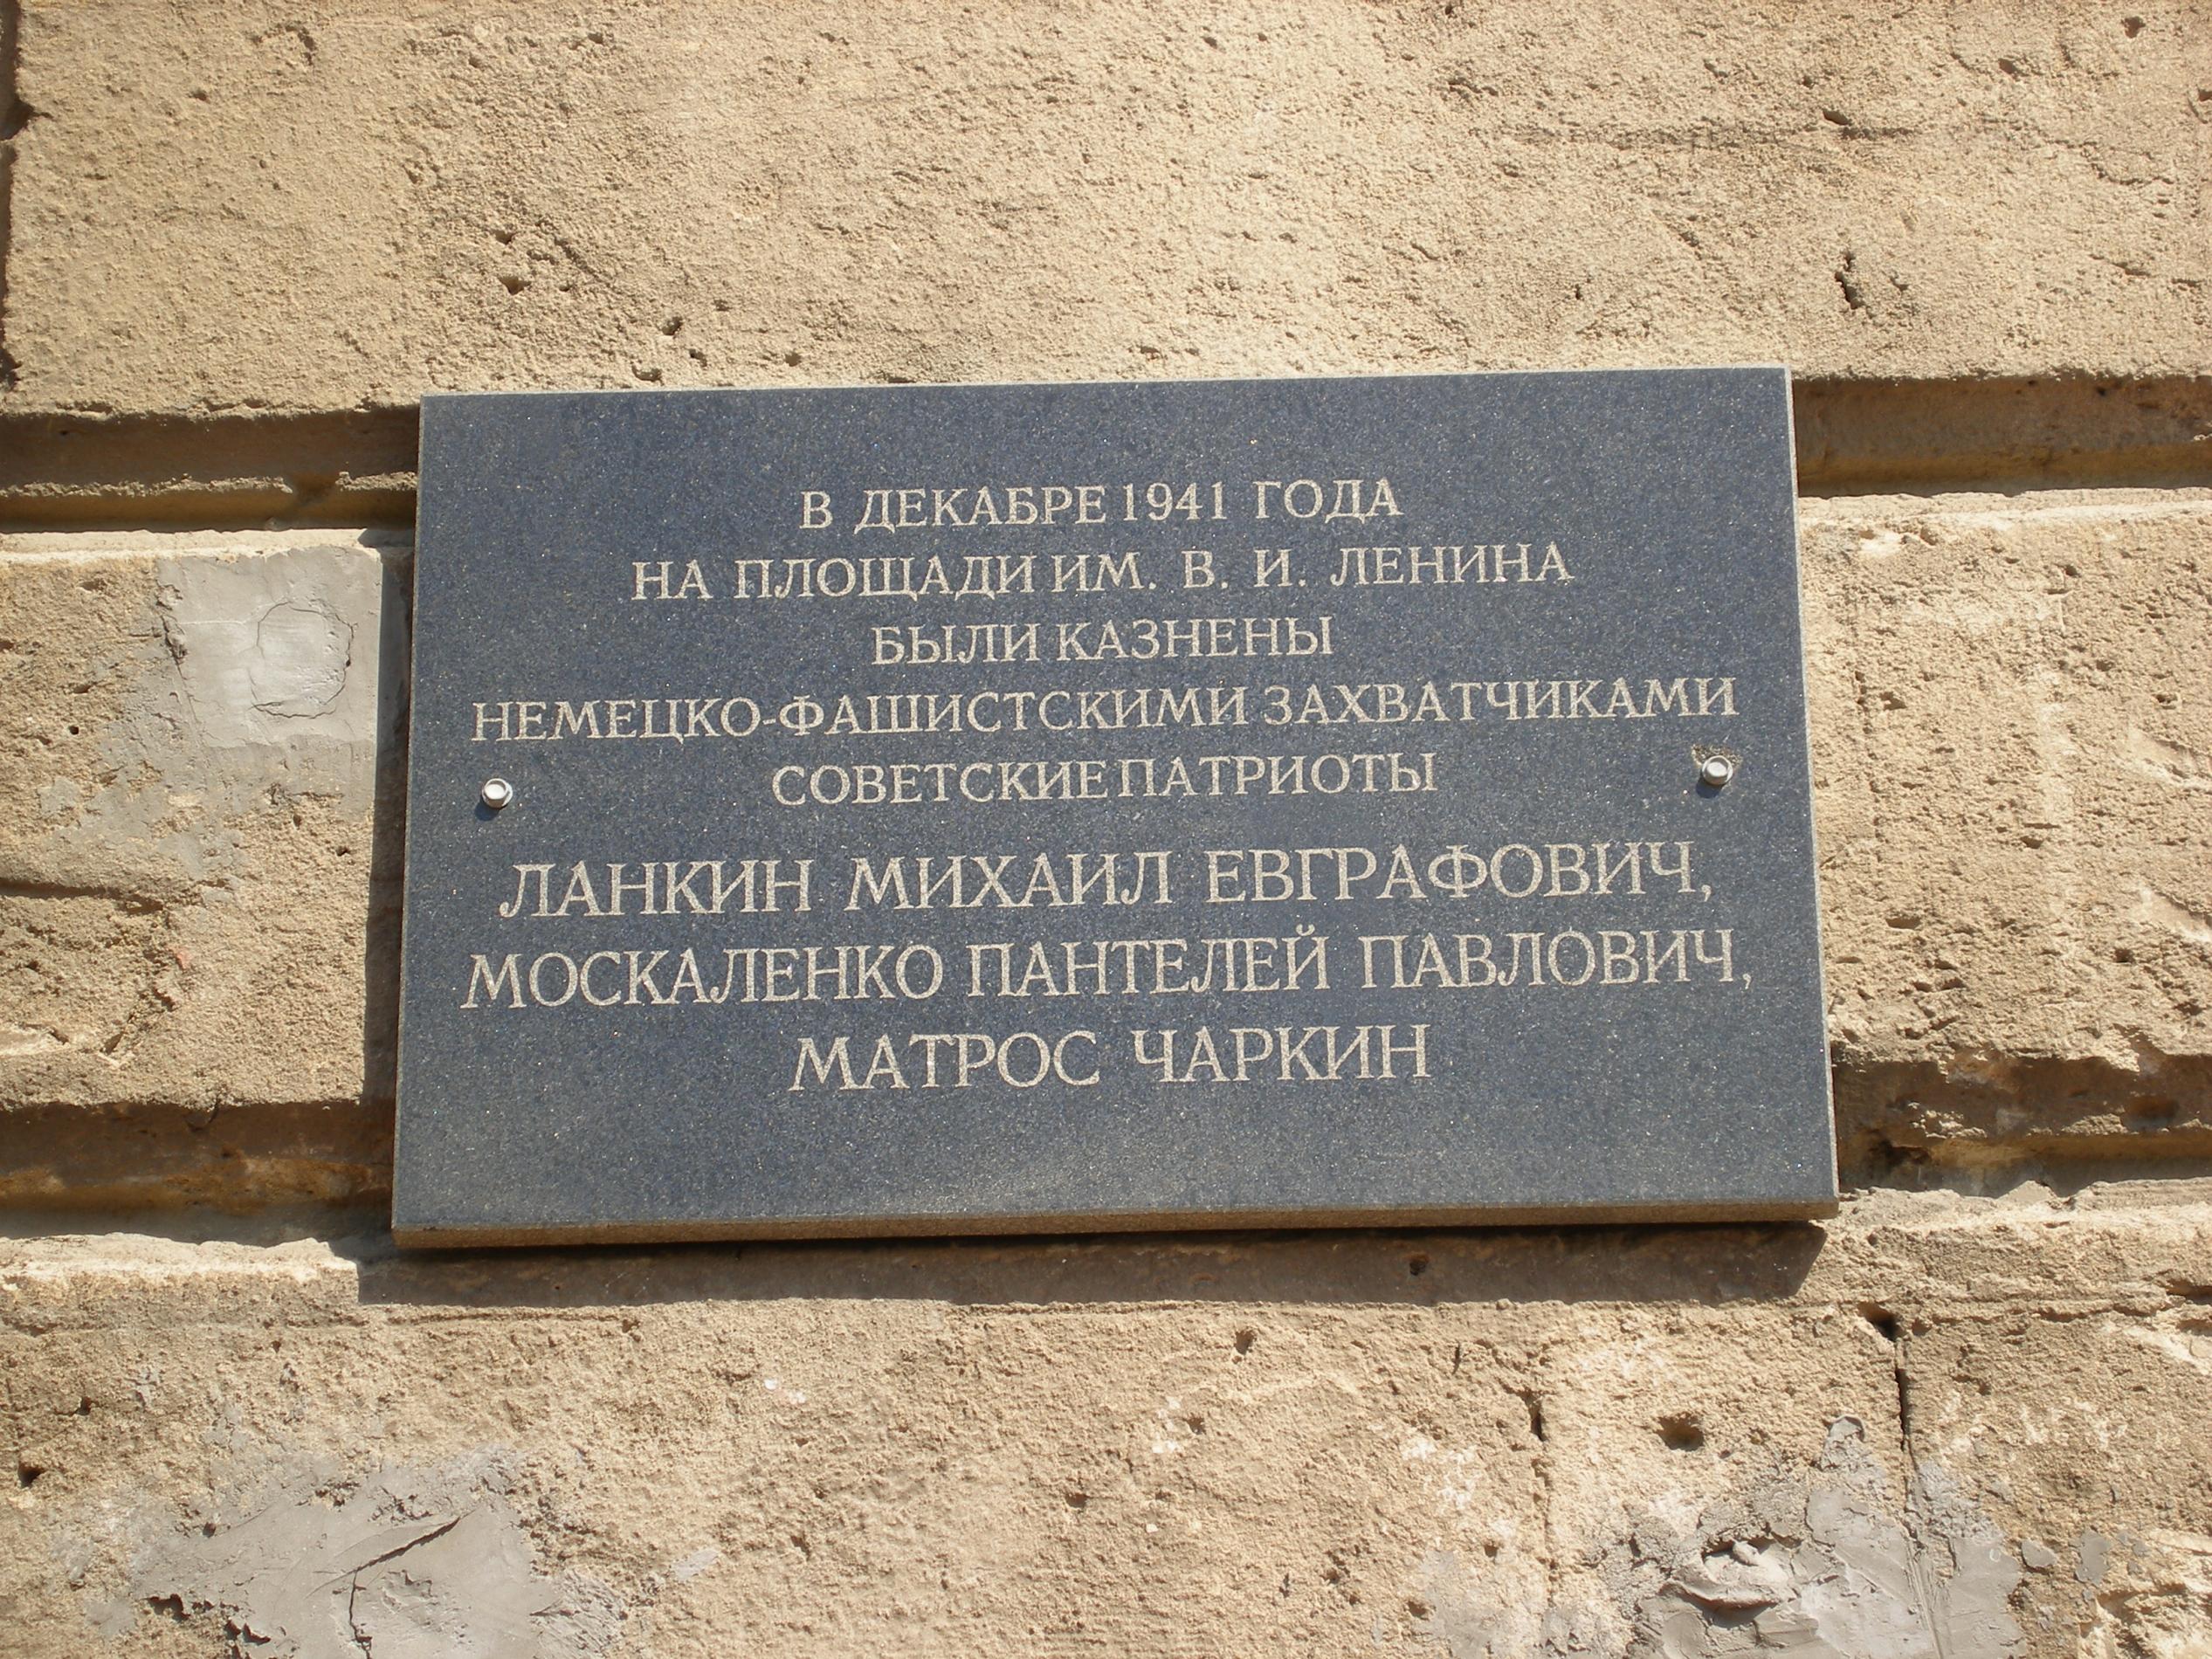 В ДЕКАБРЕ 1941 ГОДА
НА ПЛОЩАДИ ИМ. В. И. ЛЕНИНА
БЫЛИ КАЗНЕНЫ
НЕМЕЦКО-ФАШИСТСКИМИ ЗАХВАТЧИКАМИ
СОВЕТСКИЕ ПАТРИОТЫ
ЛАНКИН МИХАИЛ ЕВГРАФОВИЧ,
МОСКАЛЕНКО ПАНТЕЛЕЙ ПАВЛОВИЧ,
МАТРОС ЧАРКИН